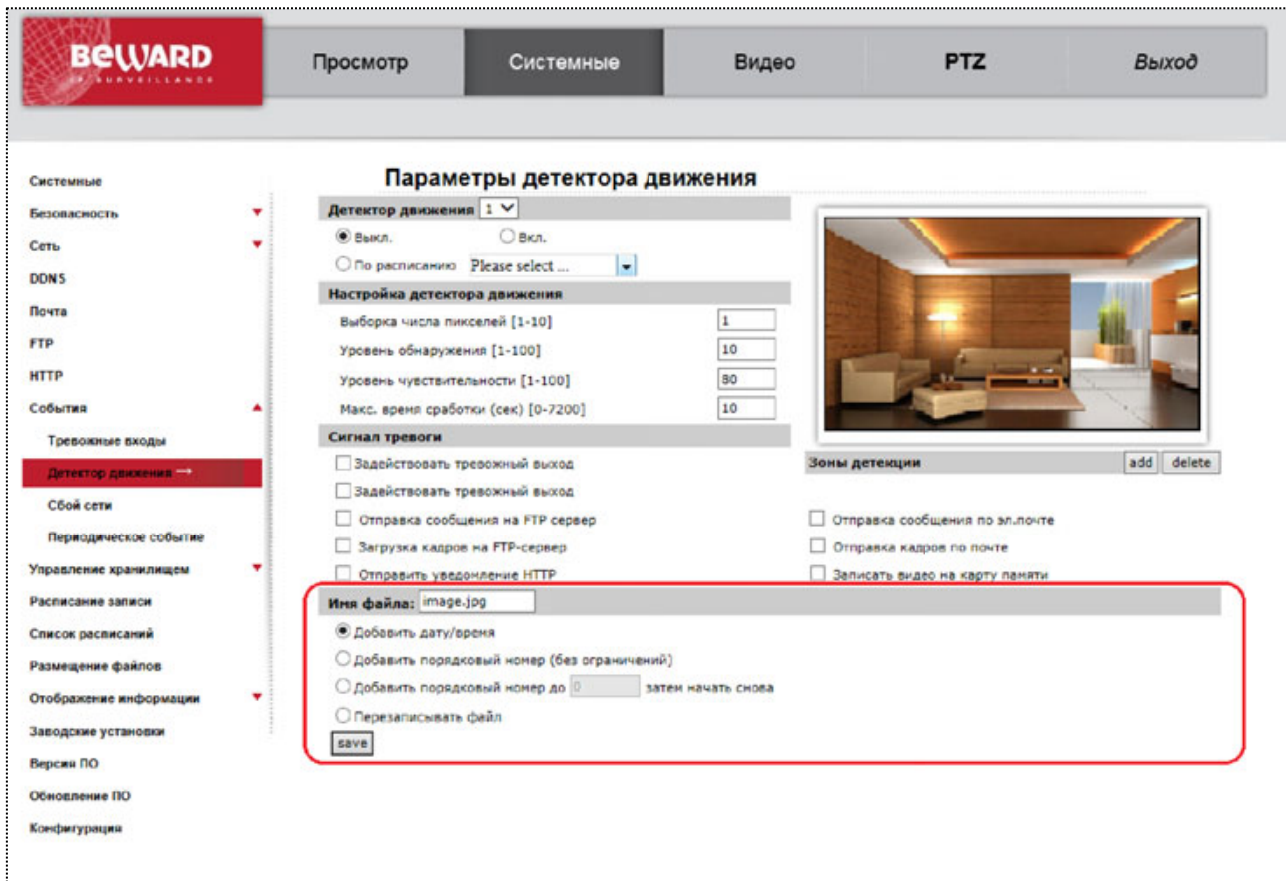 BEWARD
IP SURVEILLANCE
Просмотр
Системные
Видео
PTZ
Выход
Системные
Безопасность
Сеть
DDNS
Почта
FTP
HTTP
События
Тревожные входы
Детектор движения →
Сбой сети
Периодическое событие
Управление хранилищем
Расписание записи
Список расписаний
Размещение файлов
Отображение информации
Заводские установки
Версия ПО
Обновление ПО
Конфигурация
Параметры детектора движения
Детектор движения 1
Выкл. Вкл.
По расписанию Please select ...
Настройка детектора движения
Выборка числа пикселей [1-10] 1
Уровень обнаружения [1-100] 10
Уровень чувствительности [1-100] 80
Макс. время сработки (сек) [0-7200] 10
Сигнал тревоги
Зоны детекции add delete
Задействовать тревожный выход
Задействовать тревожный выход
Отправка сообщения на FTP сервер
Отправка сообщения по эл.почте
Загрузка кадров на FTP-сервер
Отправка кадров по почте
Отправить уведомление HTTP
Записать видео на карту памяти
Имя файла: image.jpg
Добавить дату/время
Добавить порядковый номер (без ограничений)
Добавить порядковый номер до 0 затем начать снова
Перезаписывать файл
save